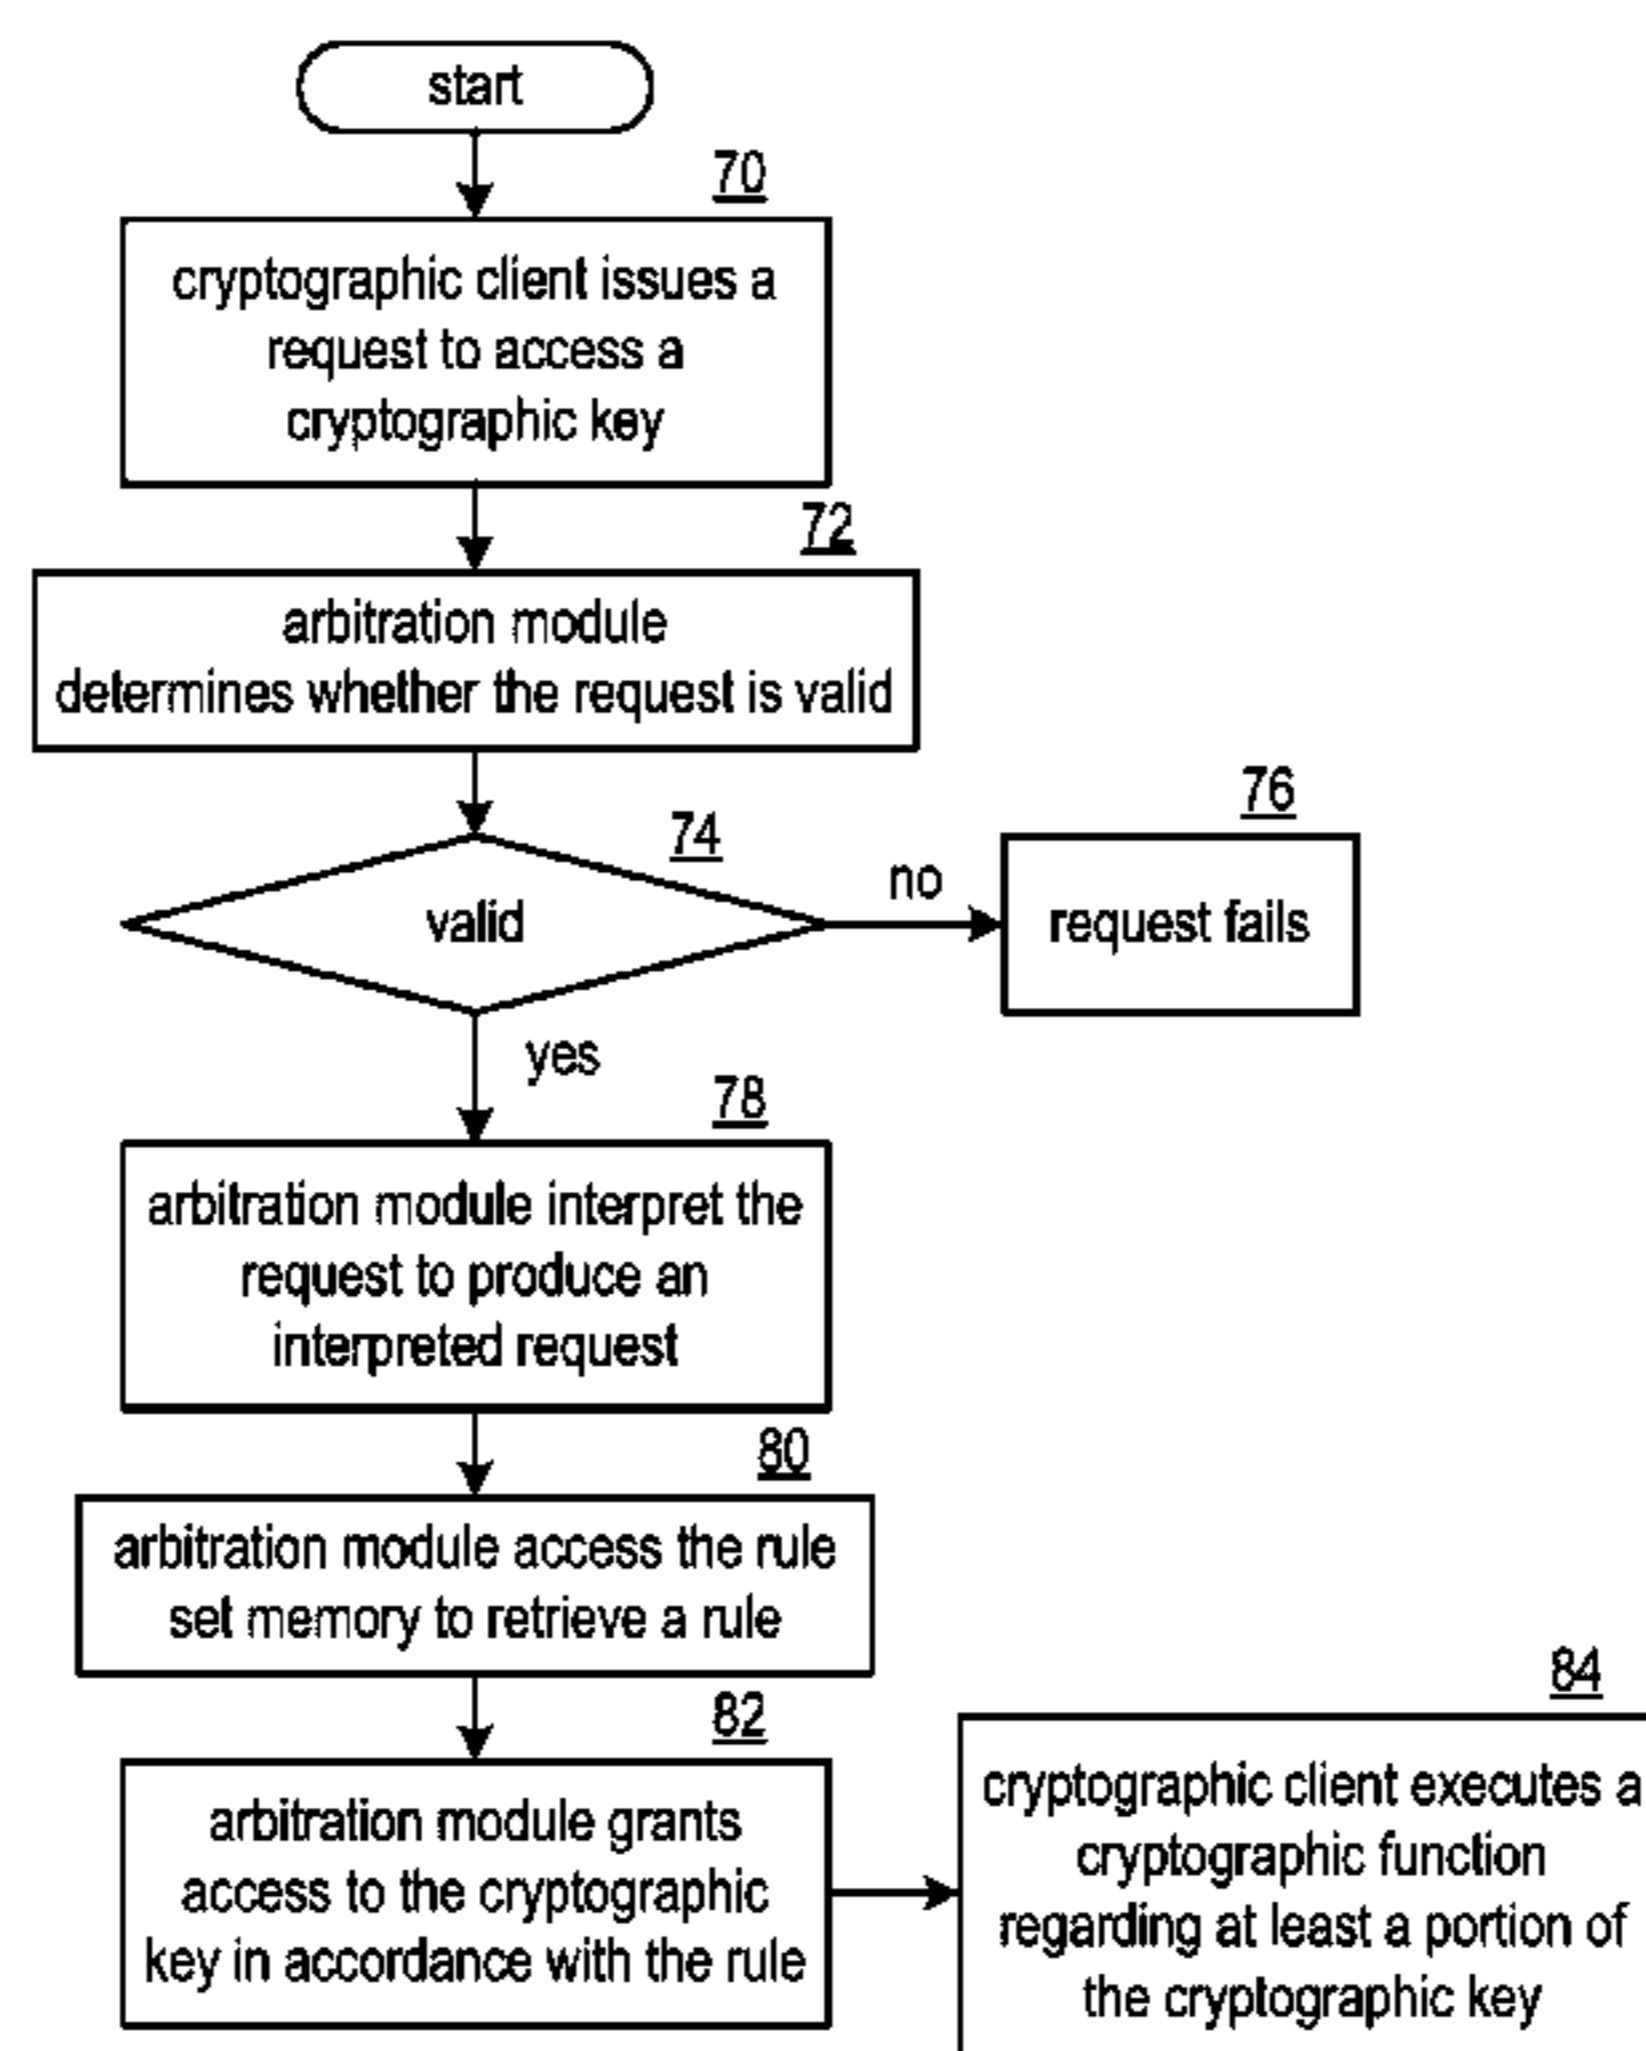 start
70
cryptographic client issues a
request to access a
cryptographic key
72
arbitration module
determines whether the request is valid
74
valid
no
76
request fails
yes
78
arbitration module interpret the
request to produce an
interpreted request
80
arbitration module access the rule
set memory to retrieve a rule
82
arbitration module grants
access to the cryptographic
key in accordance with the rule
84
cryptographic client executes a
cryptographic function
regarding at least a portion of
the cryptographic key